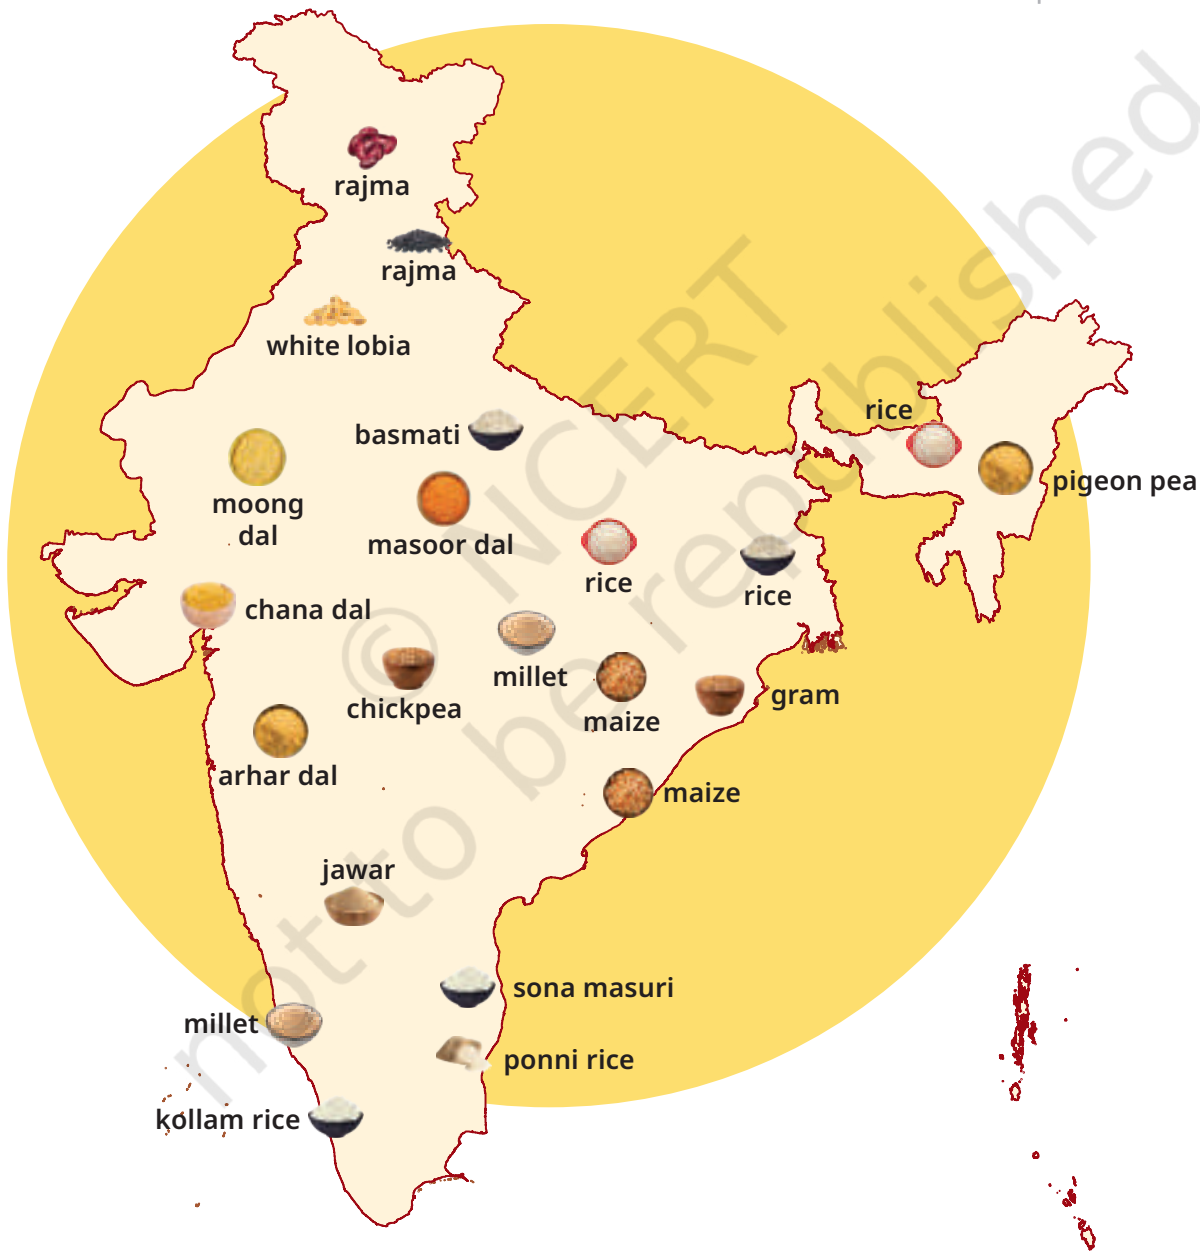 rajma
rajma
white lobia
rice
basmati
pigeon pea
moong
dal
masoor dal
rice
rice
chana dal
millet
chickpea
maize
gram
arhar dal
maize
jawar
sona masuri
millet
ponni rice
kollam rice
© NCERT
not to be republished